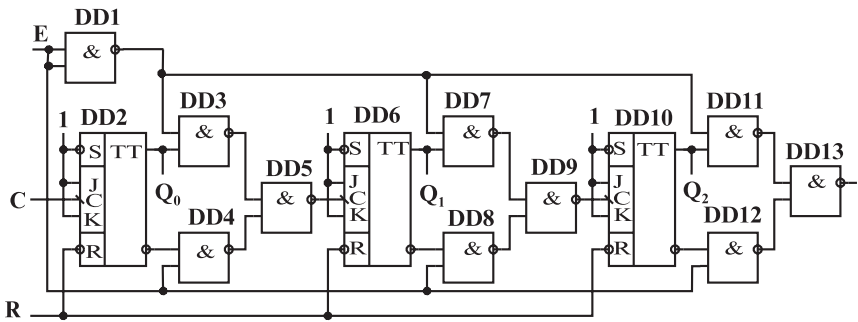 DD1
E
&
1 DD2 DD3 1 DD6 DD7 1 DD10 DD11
S TT & S TT & S TT &
DD5 DD9 DD13
J Q0 J Q1 J Q2
C C & C & C &
K DD4 K DD8 K DD12
R & R & R &
R